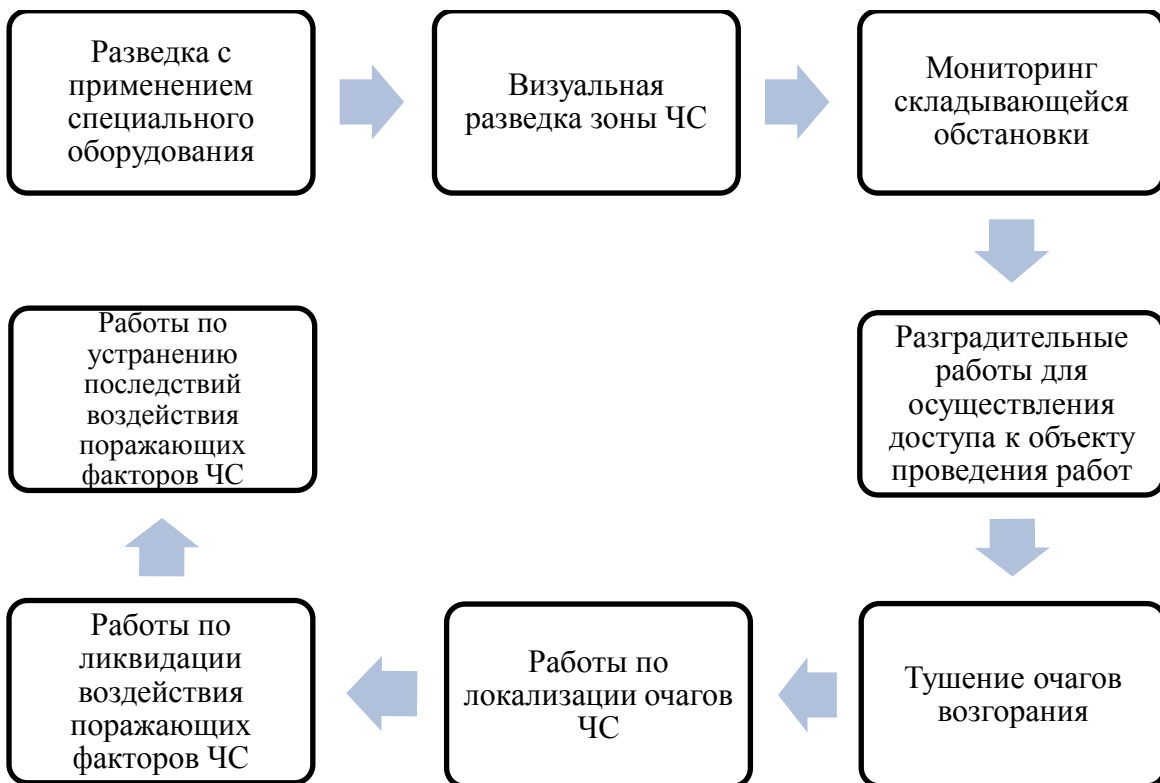 Разведка с
применением
специального
оборудования
Визуальная
разведка зоны ЧС
Мониторинг
складывающейся
обстановки
Разградительные
работы для
осуществления
доступа к объекту
проведения работ
Тушение очагов
возгорания
Работы по
локализации очагов
ЧС
Работы по
ликвидации
воздействия
поражающих
факторов ЧС
Работы по
устранению
последствий
воздействия
поражающих
факторов ЧС